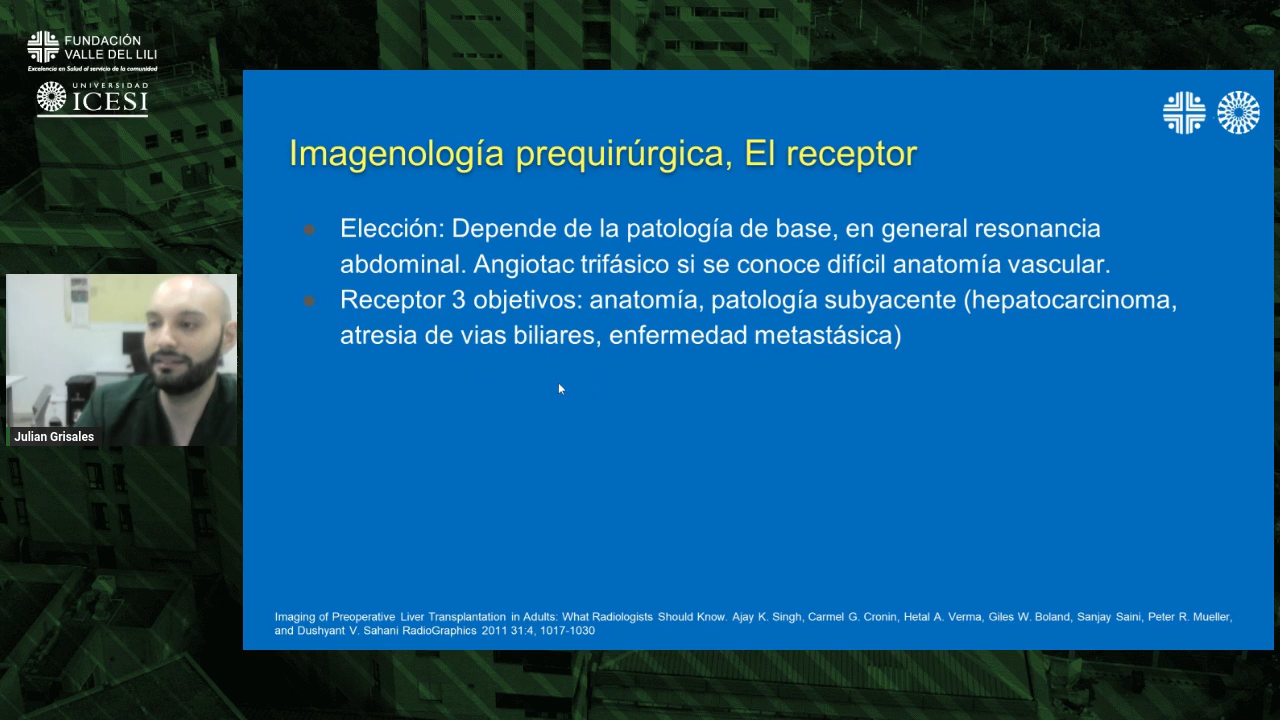 FUNDACIÓN
VALLE DEL LILI
Excelencia en Salud al servicio de la comunidad
UNIVERSIDAD
ICESI
Imagenología prequirúrgica, El receptor
Elección: Depende de la patología de base, en general resonancia
abdominal. Angiotac trifásico si se conoce difícil anatomía vascular.
Receptor 3 objetivos: anatomía, patología subyacente (hepatocarcinoma,
atresia de vias biliares, enfermedad metastásica)
Julian Grisales
Imaging of Preoperative Liver Transplantation in Adults: What Radiologists Should Know. Ajay K. Singh, Carmel G. Cronin, Hetal A. Verma, Giles W. Boland, Sanjay Saini, Peter R. Mueller,
and Dushyant V. Sahani RadioGraphics 2011 31:4, 1017-1030